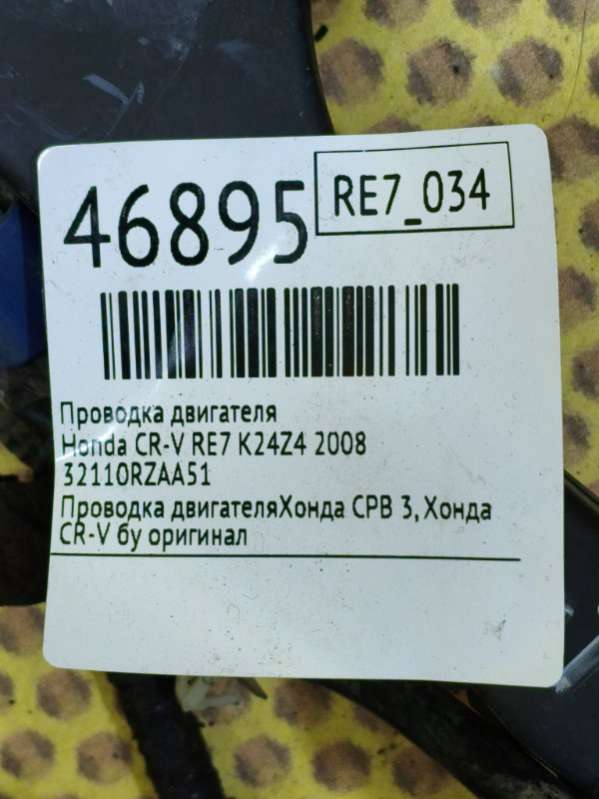 46895
RE7_034
Проводка двигателя
Honda CR-V RE7 K24Z4 2008
32110RZAA51
Проводка двигателяХонда СРВ 3, Хонда
CR-V бу оригинал